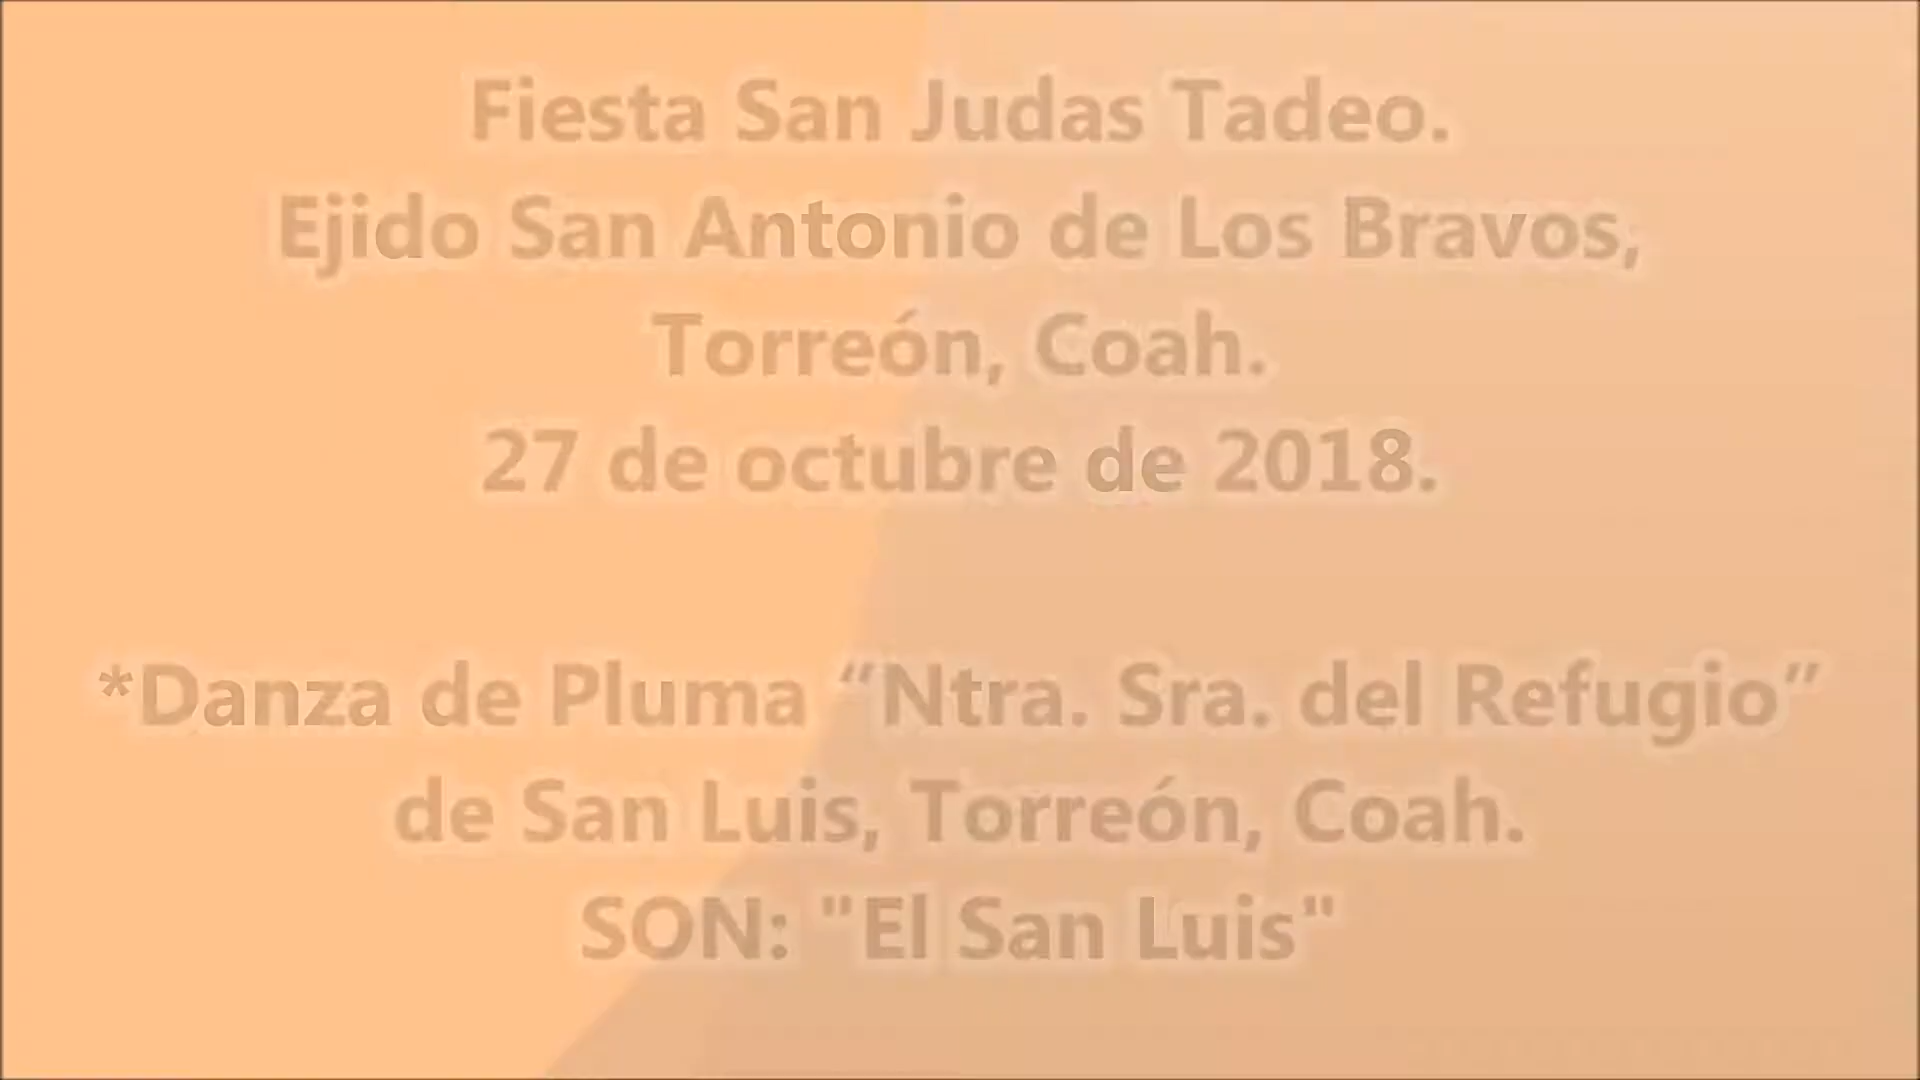 Fiesta San Judas Tadeo.
Ejido San Antonio de Los Bravos,
Torreón, Coah.
27 de octubre de 2018.
*Danza de Pluma “Ntra. Sra. del Refugio”
de San Luis, Torreón, Coah.
SON: "El San Luis"